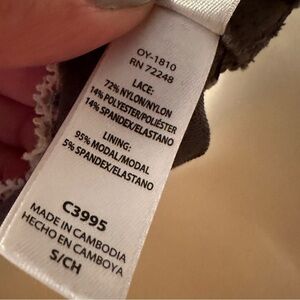 OY-1810
RN 72248
LACE:
72% NYLON/NYLON
14% POLYESTER/POLIÉSTER
14% SPANDEX/ELASTANO
LINING:
95% MODAL/MODAL
5% SPANDEX/ELASTANO
C3995
MADE IN CAMBODIA
HECHO EN CAMBOYA
S/CH